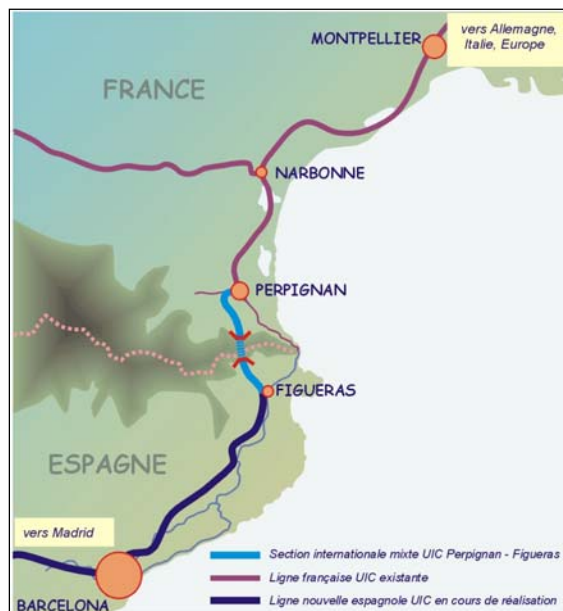 MONTPELLIER
vers Allemagne,
Italie, Europe
FRANCE
NARBONNE
PERPIGNAN
FIGUERAS
ESPAGNE
vers Madrid
BARCELONA
Section internationale mixte UIC Perpignan - Figueras
Ligne française UIC existante
Ligne nouvelle espagnole UIC en cours de réalisation